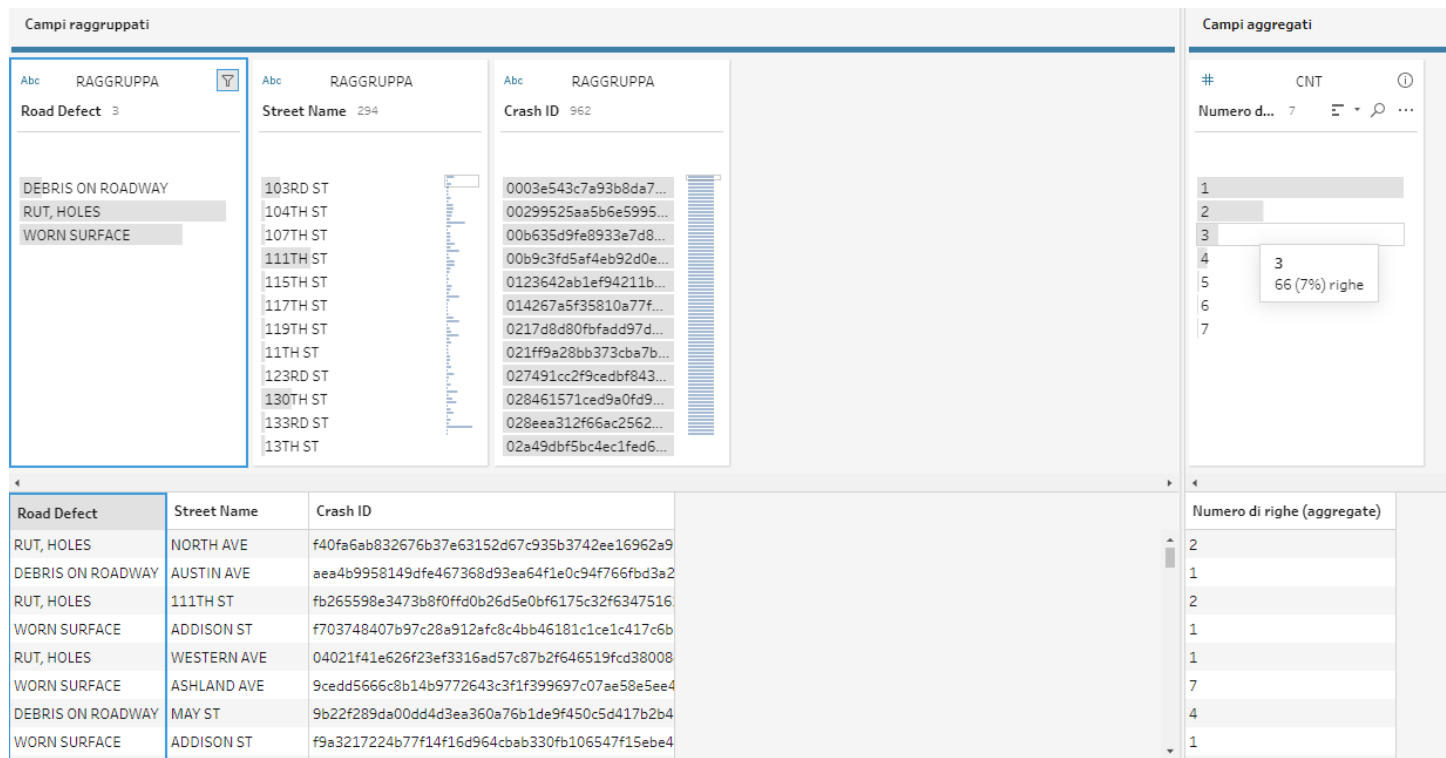 Campi raggruppati
Campi aggregati
Abc RAGGRUPPA
Road Defect 3
DEBRIS ON ROADWAY
RUT, HOLES
WORN SURFACE
Abc RAGGRUPPA
Street Name 294
103RD ST
104TH ST
107TH ST
111TH ST
115TH ST
117TH ST
119TH ST
11TH ST
123RD ST
130TH ST
133RD ST
13TH ST
Abc RAGGRUPPA
Crash ID 962
0003e543c7a93b8da7...
00299525aa5b6e5995...
00b635d9fe8933e7d8...
00b9c3fd5af4eb92d0e...
0123642ab1ef94211b...
014267a5f35810a77f...
0217d8d80fbfadd97d...
021ff9a28bb373cba7b...
027491cc2f9cedbf843...
028461571ced9a0fd9...
028eea312f66ac2562...
02a49dbf5bc4ec1fed6...
# CNT
Numero d... 7
1
2
3
4
5
6
7
3
66 (7%) righe
Road Defect Street Name Crash ID Numero di righe (aggregate)
RUT, HOLES NORTH AVE f40fa6ab832676b37e63152d67c935b3742ee16962a9 2
DEBRIS ON ROADWAY AUSTIN AVE aea4b9958149dfe467368d93ea64f1e0c94f766fbd3a2 1
RUT, HOLES 111TH ST fb265598e3473b8f0ffd0b26d5e0bf6175c32f6347516 2
WORN SURFACE ADDISON ST f703748407b97c28a912afc8c4bb46181c1ce1c417c6b 1
RUT, HOLES WESTERN AVE 04021f41e626f23ef3316ad57c87b2f646519fcd38008 1
WORN SURFACE ASHLAND AVE 9cedd5666c8b14b9772643c3f1f399697c07ae58e5ee4 7
DEBRIS ON ROADWAY MAY ST 9b22f289da00dd4d3ea360a76b1de9f450c5d417b2b4 4
WORN SURFACE ADDISON ST f9a3217224b77f14f16d964cbab330fb106547f15ebe4 1